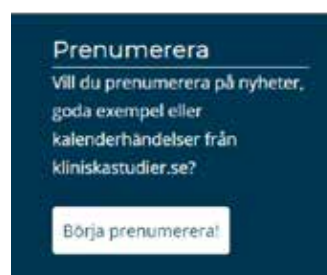 Prenumerera
Vill du prenumerera på nyheter,
goda exempel eller
kalenderhändelser från
kliniskastudier.se?
Börja prenumerera!